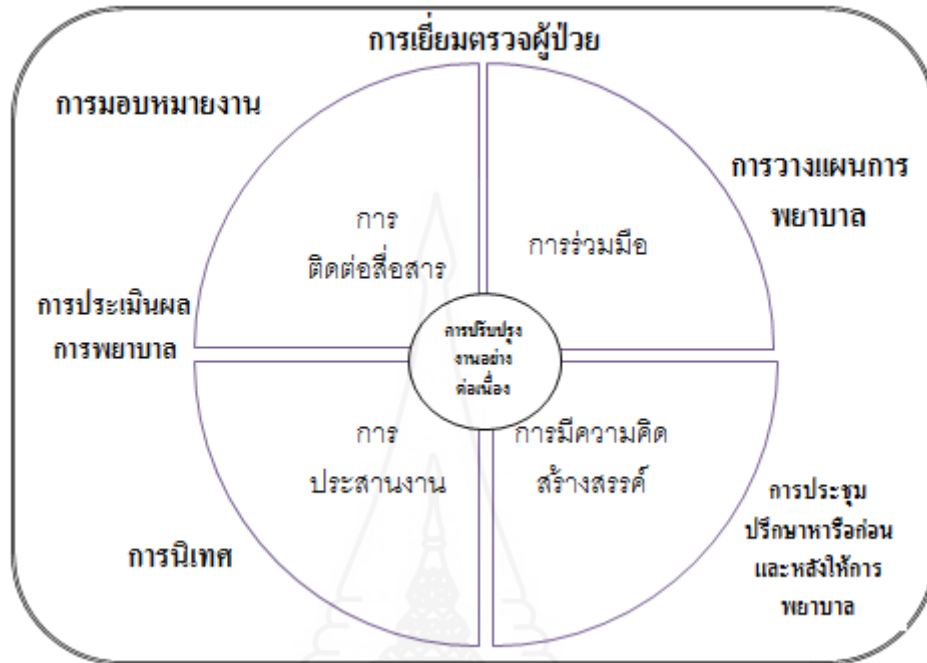 การเยี่ยมตรวจผู้ป่วย
การมอบหมายงาน
การวางแผนการ
พยาบาล
การ
ติดต่อสื่อสาร
การร่วมมือ
การประเมินผล
การพยาบาล
การปรับปรุง
งานอย่าง
ต่อเนื่อง
การ
ประสานงาน
การมีความคิด
สร้างสรรค์
การนิเทศ
การประชุม
ปรึกษาหารือก่อน
และหลังให้การ
พยาบาล